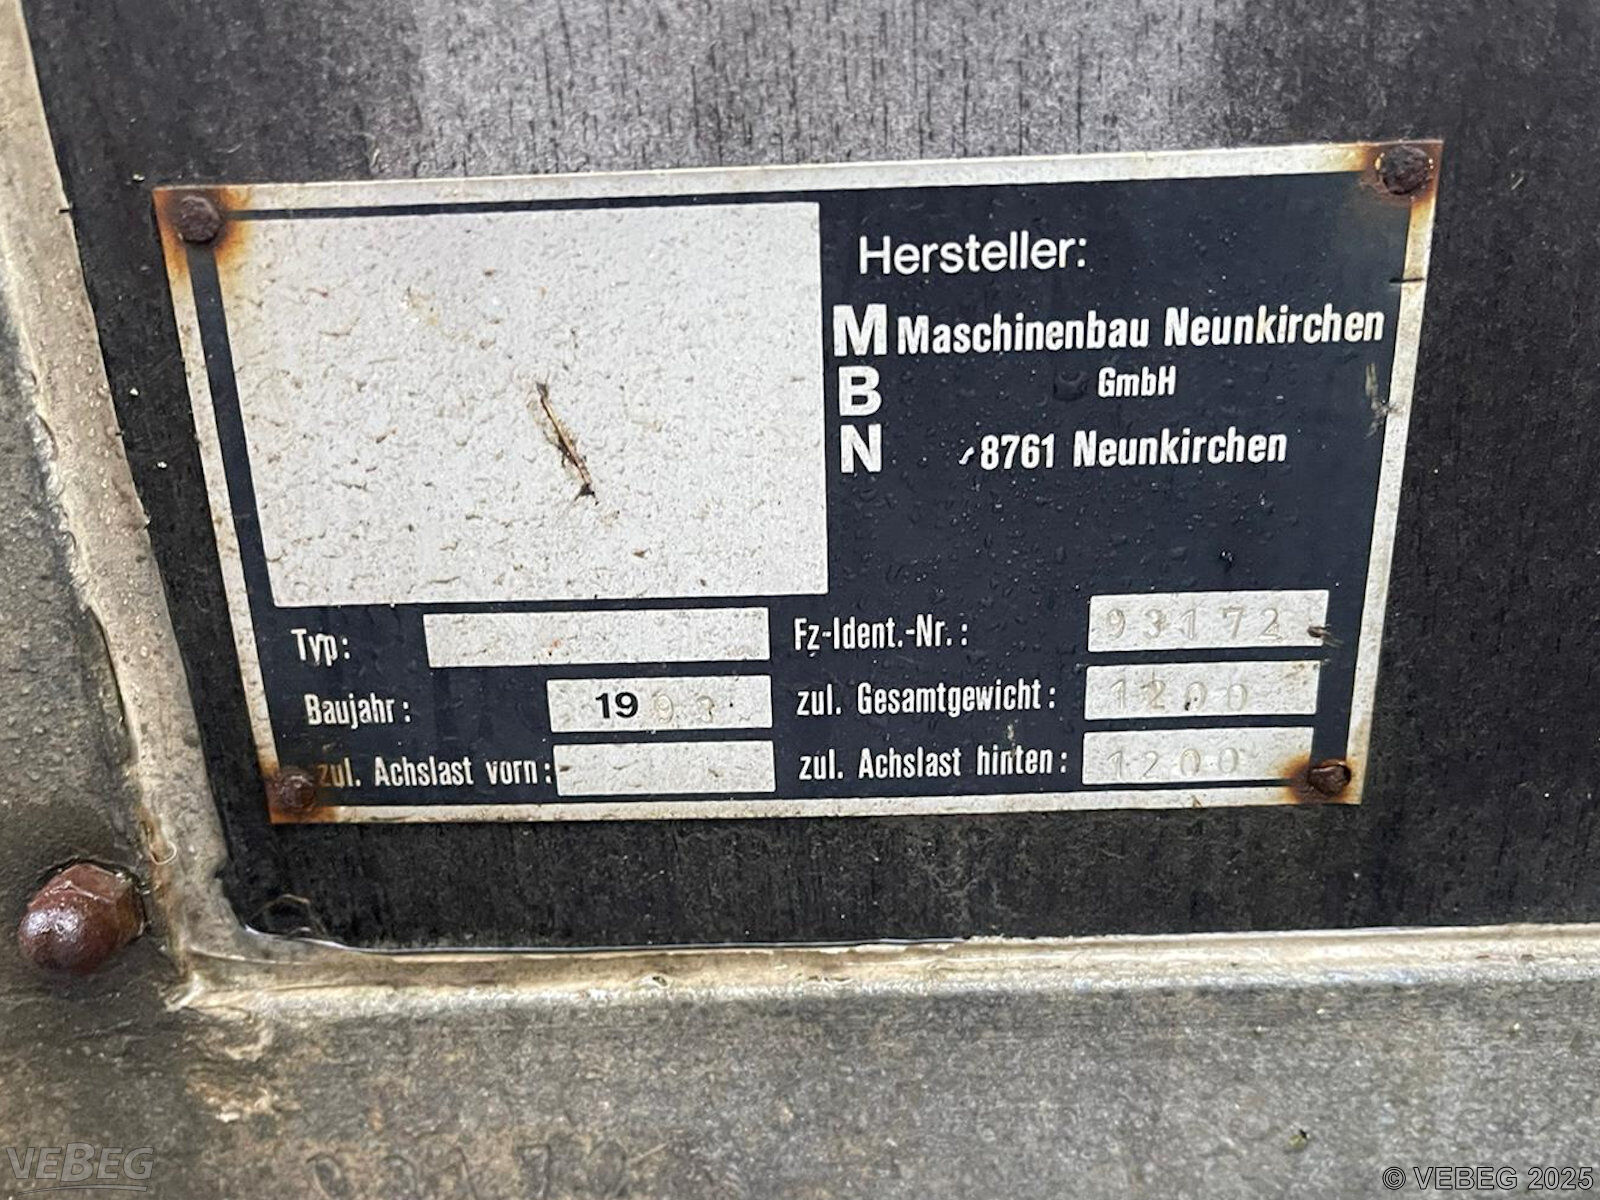 Hersteller:
M Maschinenbau Neunkirchen
B GmbH
N 8761 Neunkirchen
Typ:
Fz-Ident.-Nr.: 93172
Baujahr: 1993
zul. Gesamtgewicht: 1200
zul. Achslast vorn:
zul. Achslast hinten: 1200
VEBEG
© VEBEG 2025